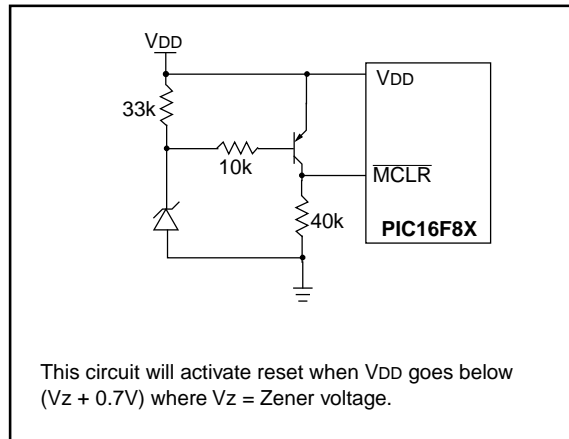 VDD
VDD
33k
10k
MCLR
40k
PIC16F8X
This circuit will activate reset when VDD goes below
(Vz + 0.7V) where Vz = Zener voltage.